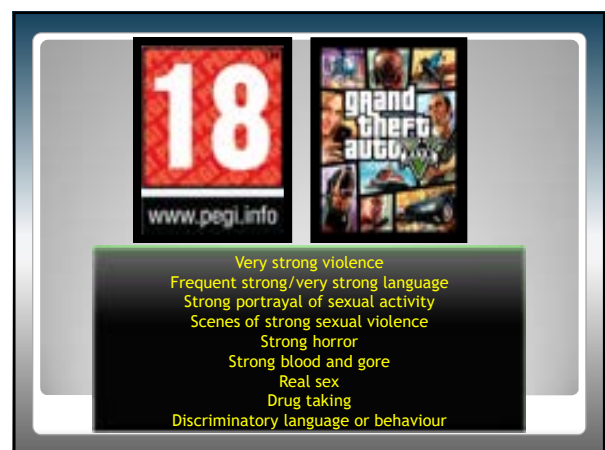 18
www.pegi.info
grand
theft
auto
V
Very strong violence
Frequent strong/very strong language
Strong portrayal of sexual activity
Scenes of strong sexual violence
Strong horror
Strong blood and gore
Real sex
Drug taking
Discriminatory language or behaviour